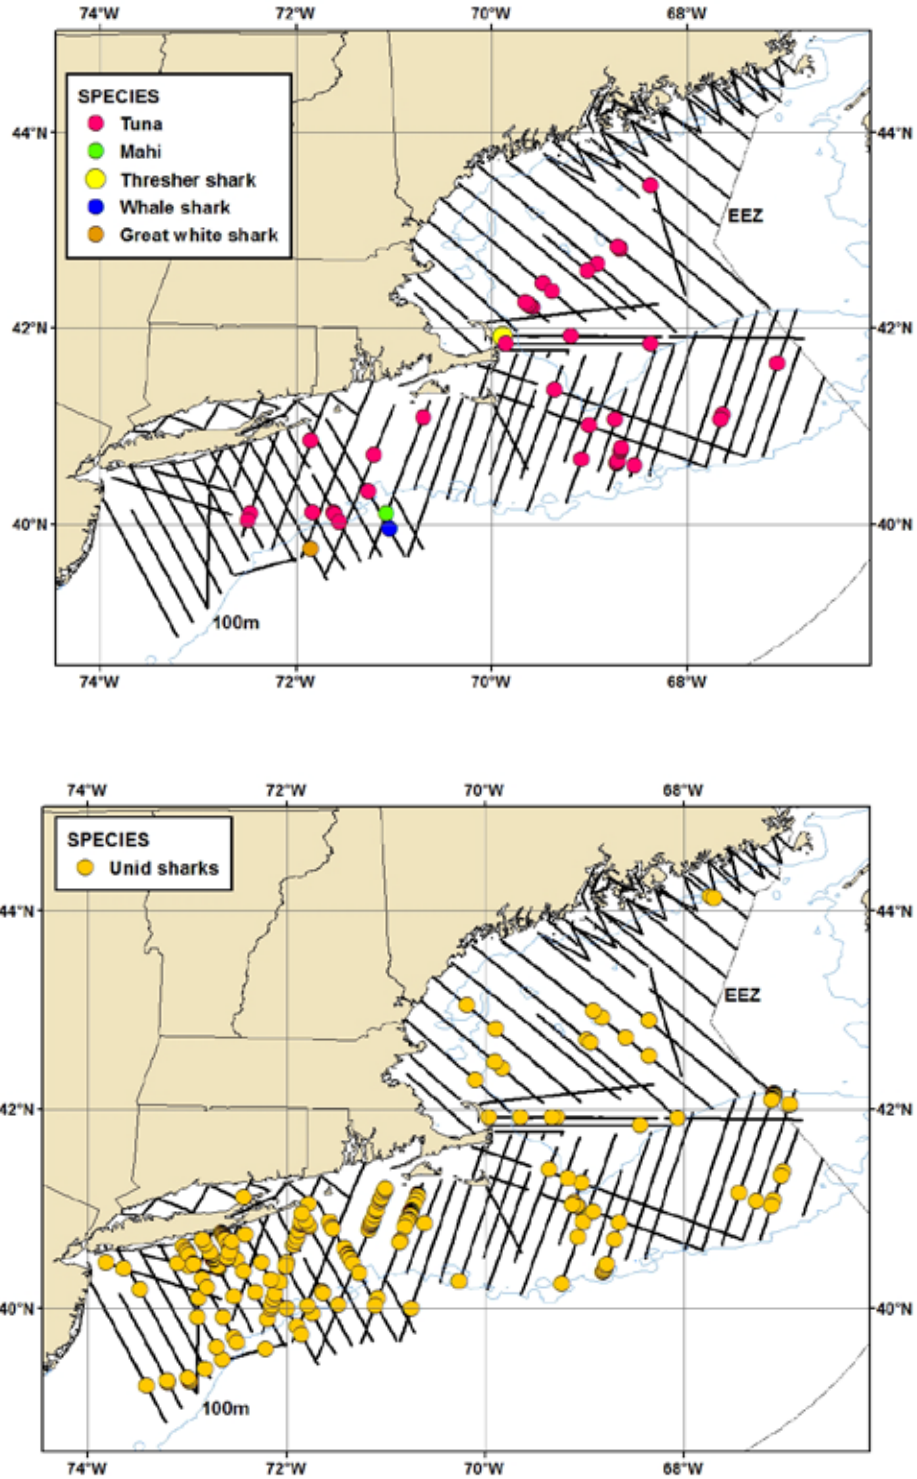 74°W 72°W 70°W 68°W
SPECIES
Tuna
Mahi
Thresher shark
Whale shark
Great white shark
44°N 44°N
EEZ
42°N 42°N
40°N 40°N
100m
74°W 72°W 70°W 68°W
74°W 72°W 70°W 68°W
SPECIES
Unid sharks
44°N 44°N
EEZ
42°N 42°N
40°N 40°N
100m
74°W 72°W 70°W 68°W